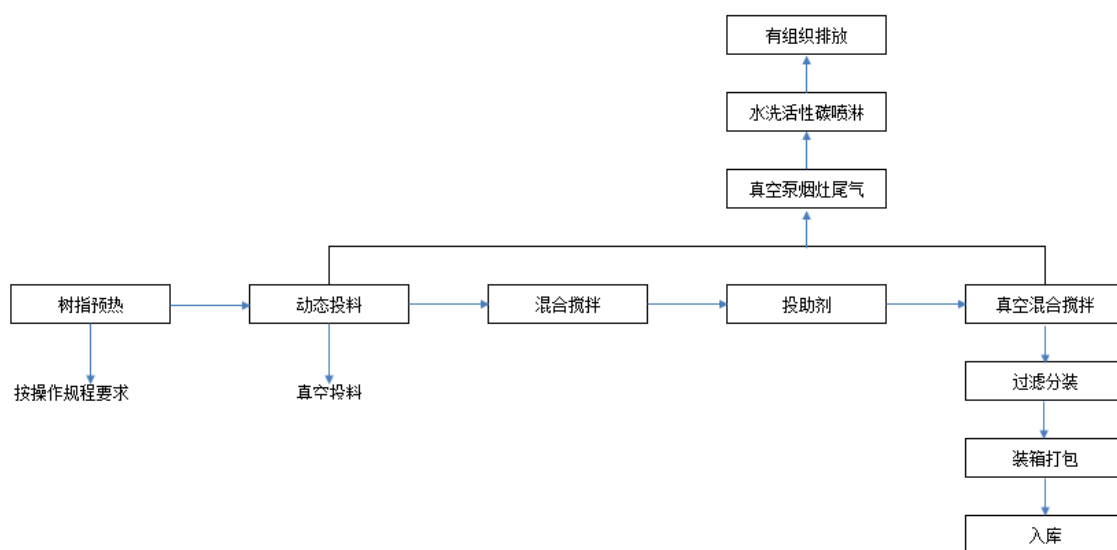 有组织排放
水洗活性碳喷淋
真空泵烟灶尾气
树指预热
动态投料
混合搅拌
投助剂
真空混合搅拌
按操作规程要求
真空投料
过滤分装
装箱打包
入库